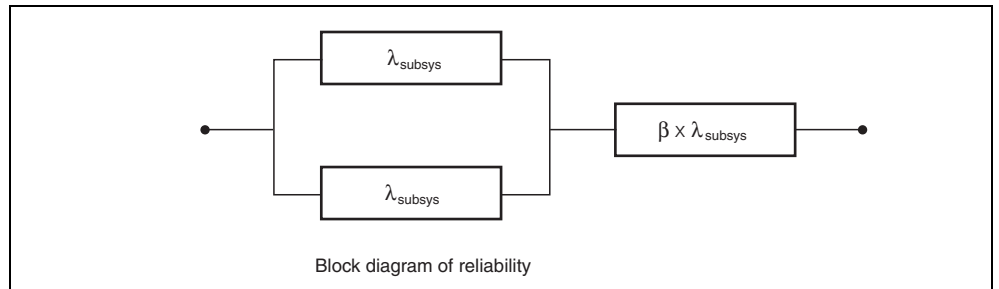 λsubsys
β x λsubsys
λsubsys
Block diagram of reliability